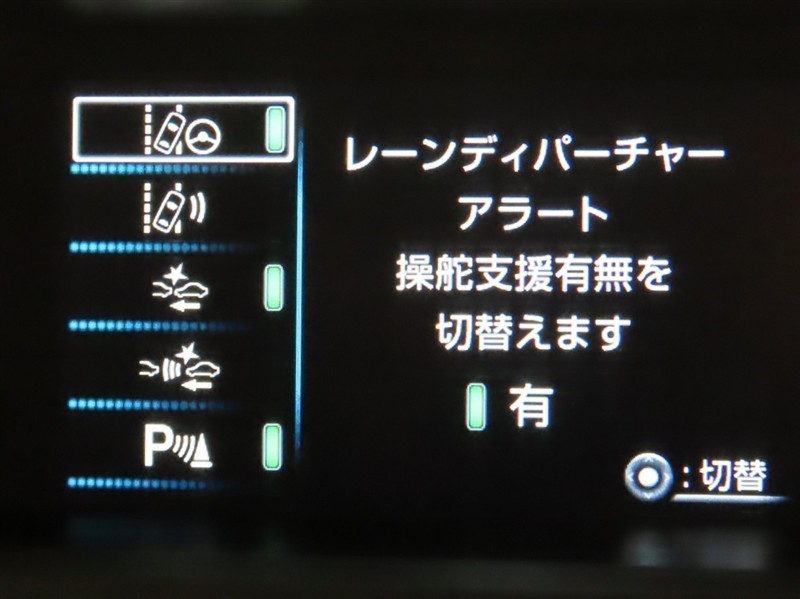 レーンディパーチャー
アラート
操舵支援有無を
切替えます
有
P
:切替